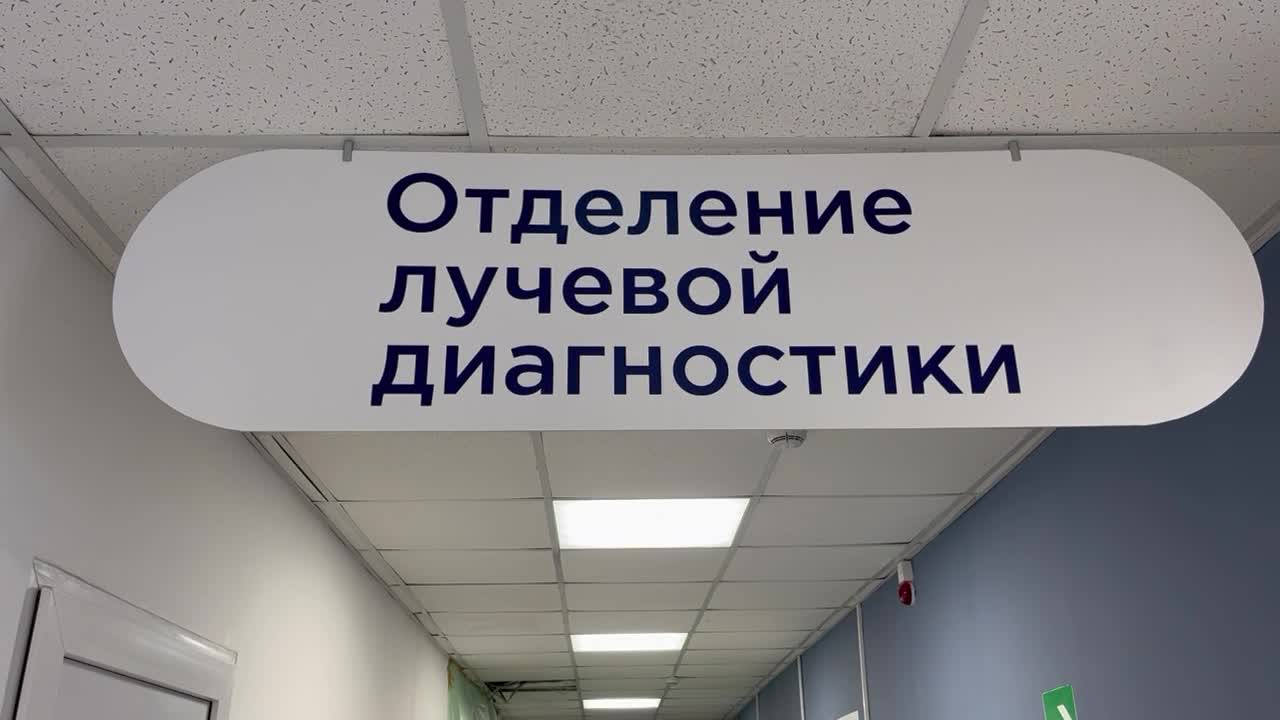 Отделение
лучевой
диагностики